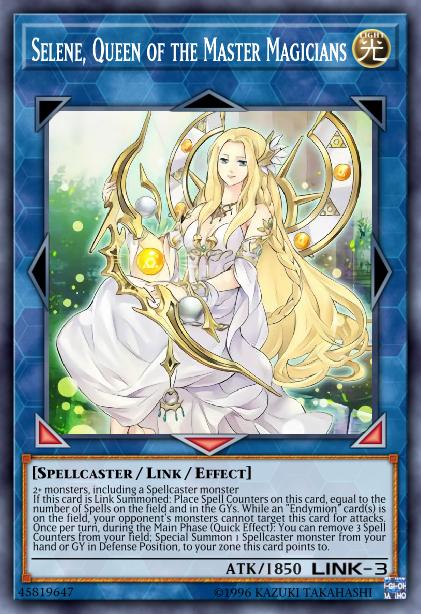 Selene, Queen of the Master Magicians
LIGHT
光
[Spellcaster / Link / Effect]
2+ monsters, including a Spellcaster monster
If this card is Link Summoned: Place Spell Counters on this card, equal to the
number of Spells on the field and in the GYs. While an "Endymion" card(s) is
on the field, your opponent's monsters cannot target this card for attacks.
Once per turn, during the Main Phase (Quick Effect): You can remove 3 Spell
Counters from your field; Special Summon 1 Spellcaster monster from your
hand or GY in Defense Position, to your zone this card points to.
ATK/1850 LINK-3
45819647 ©1996 KAZUKI TAKAHASHI